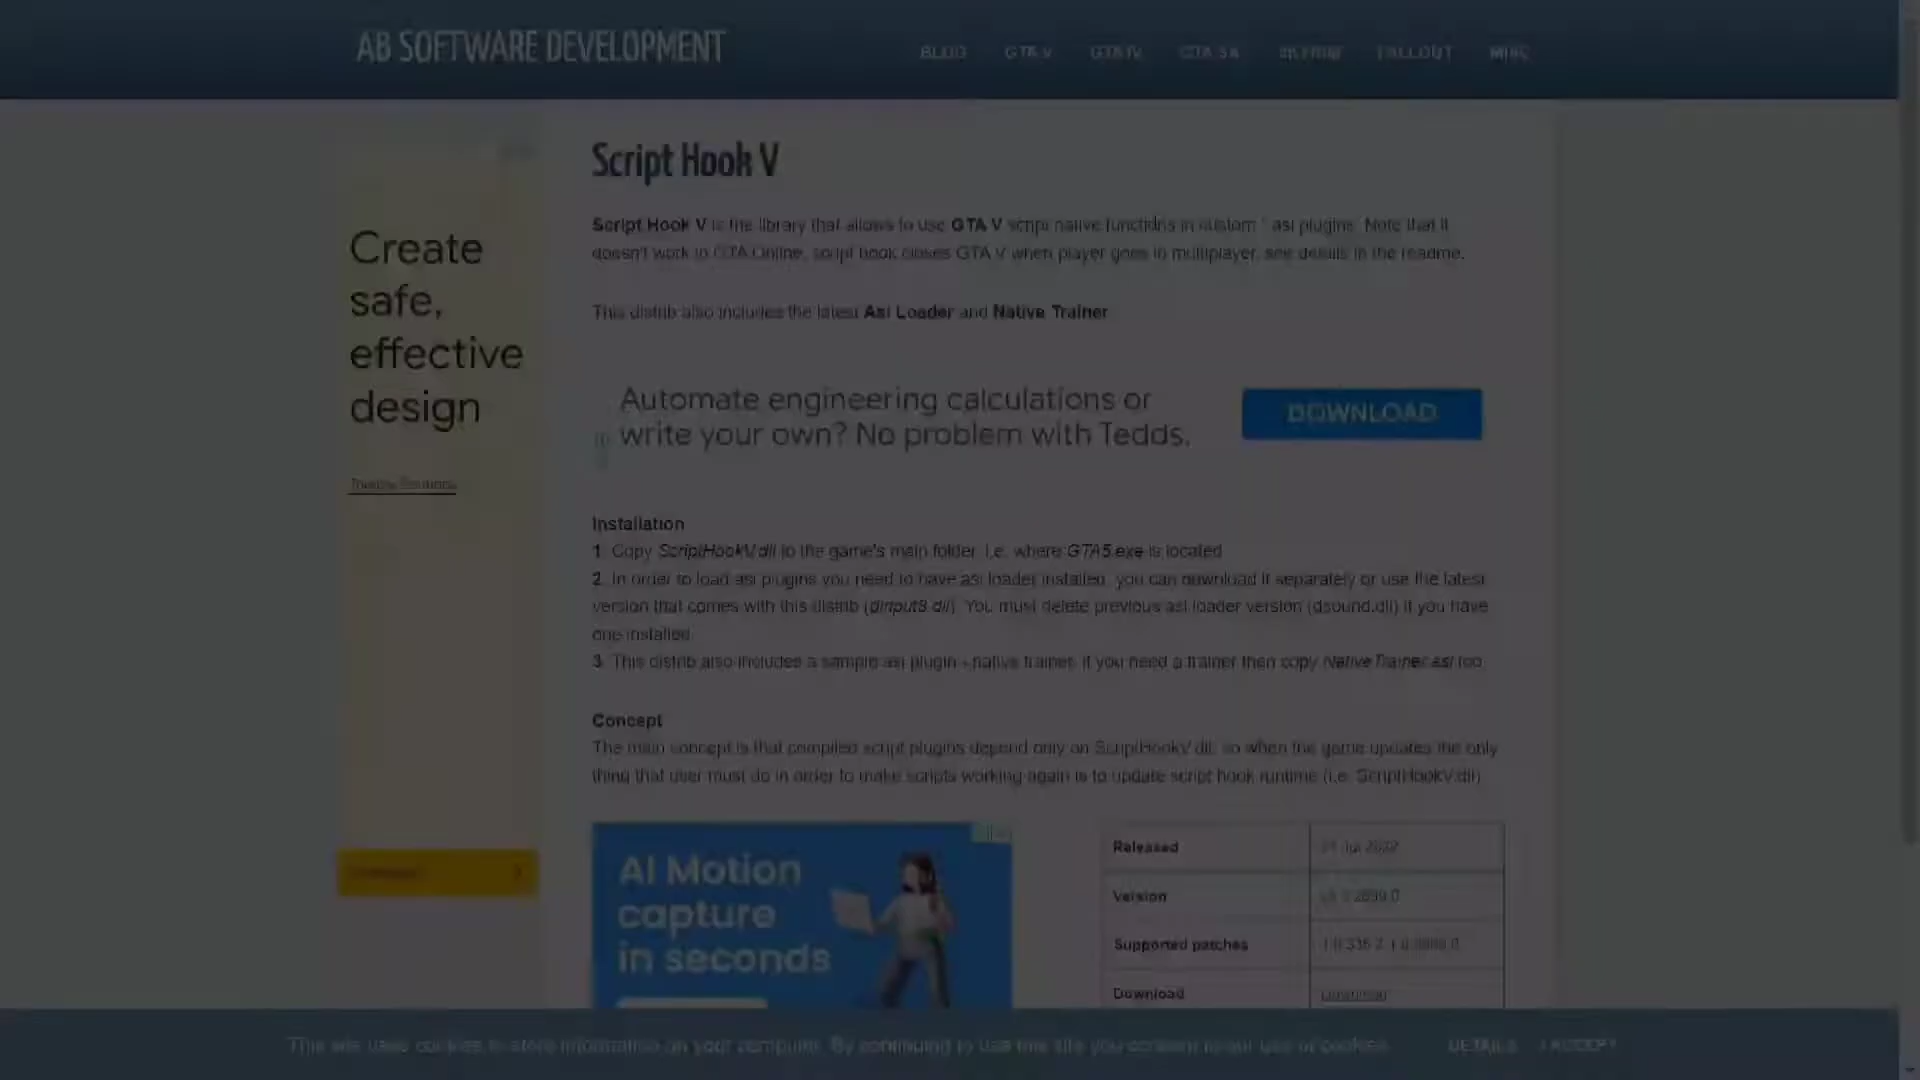 AB SOFTWARE DEVELOPMENT
BLOG GTA V GTA IV GTA SA SKYRIM FALLOUT MISC
Script Hook V
Script Hook V is the library that allows to use GTA V script native functions in custom *.asi plugins. Note that it
doesn't work in GTA Online, script hook closes GTA V when player goes in multiplayer, see details in the readme.
This distrib also includes the latest Asi Loader and Native Trainer
Create
safe,
effective
design
Automate engineering calculations or
write your own? No problem with Tedds.
DOWNLOAD
Installation
1. Copy ScriptHookV.dll to the game's main folder, i.e. where GTA5.exe is located
2. In order to load asi plugins you need to have asi loader installed, you can download it separately or use the latest
version that comes with this distrib (dinput8.dll). You must delete previous asi loader version (dsound.dll) if you have
one installed
3. This distrib also includes a sample asi plugin - native trainer, if you need a trainer then copy NativeTrainer.asi too
Concept
The main concept is that compiled script plugins depend only on ScriptHookV.dll, so when the game updates the only
thing that user must do in order to make scripts working again is to update script hook runtime (i.e. ScriptHookV.dll).
AI Motion
capture
in seconds
Released
Version
Supported patches
Download
This site uses cookies to store information on your computer. By continuing to use this site you consent to our use of cookies.
DETAILS I ACCEPT